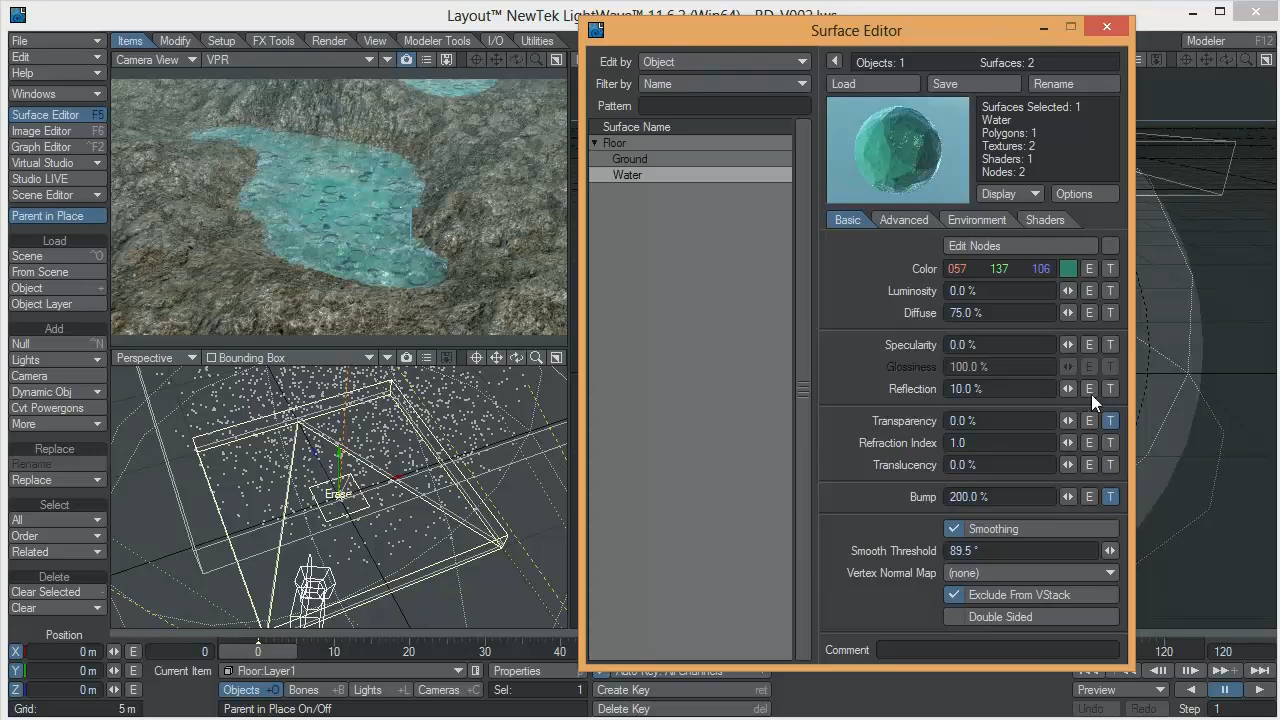 Layout™ NewTek LightWave™ 11.6.2 (Win64) - RD_V002.lws
File
Edit
Help
Windows
Surface Editor F5
Image Editor F6
Graph Editor ^F2
Virtual Studio
Studio LIVE
Scene Editor
Parent in Place
Load
Scene ^O
From Scene
Object +
Object Layer
Add
Null ^N
Lights
Camera
Dynamic Obj
Cvt Powergons
More
Replace
Rename
Replace
Select
All
Order
Related
Delete
Clear Selected -
Clear
Position
X 0 m E
Y 0 m E
Z 0 m E
Grid: 5 m
Items Modify Setup FX Tools Render View Modeler Tools I/O Utilities
Modeler F12
Camera View VPR
Perspective Bounding Box
Erase
0 0 10 20 30 40
Current Item Floor:Layer1 Properties
Objects +O Bones +B Lights +L Cameras +C Sel: 1
Parent in Place On/Off
Create Key ret
Delete Key del
120 120
Preview
Undo Redo Step 1
Surface Editor
Edit by Object
Filter by Name
Pattern
Surface Name
Floor
Ground
Water
Objects: 1 Surfaces: 2
Load Save Rename
Surfaces Selected: 1
Water
Polygons: 1
Textures: 2
Shaders: 1
Nodes: 2
Display Options
Basic Advanced Environment Shaders
Edit Nodes
Color 057 137 106 E T
Luminosity 0.0 % E T
Diffuse 75.0 % E T
Specularity 0.0 % E T
Glossiness 100.0 % E T
Reflection 10.0 % E T
Transparency 0.0 % E T
Refraction Index 1.0 E T
Translucency 0.0 % E T
Bump 200.0 % E T
Smoothing
Smooth Threshold 89.5 °
Vertex Normal Map (none)
Exclude From VStack
Double Sided
Comment